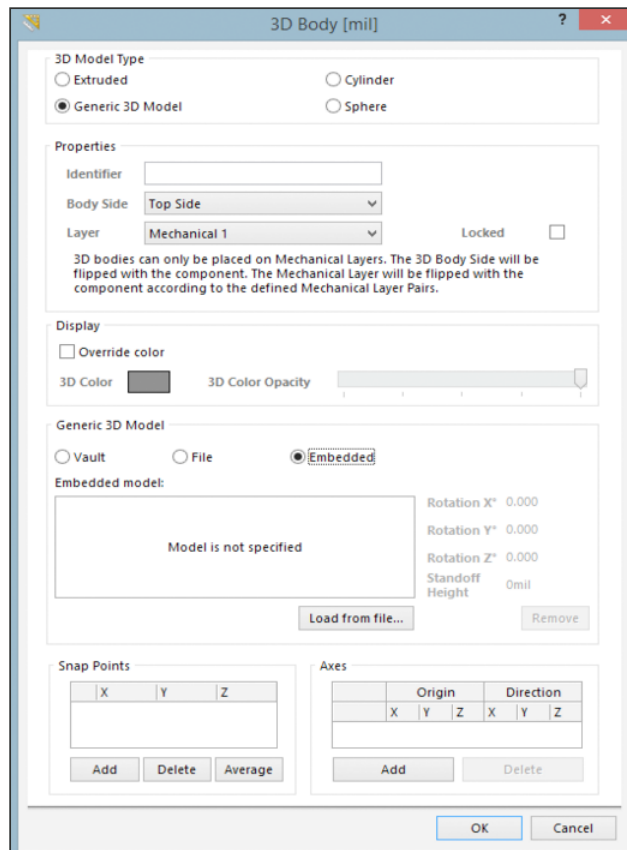 3D Body [mil]
?
3D Model Type
Extruded
Cylinder
Generic 3D Model
Sphere
Properties
Identifier
Body Side Top Side
Layer Mechanical 1 Locked
3D bodies can only be placed on Mechanical Layers. The 3D Body Side will be
flipped with the component. The Mechanical Layer will be flipped with the
component according to the defined Mechanical Layer Pairs.
Display
Override color
3D Color 3D Color Opacity
Generic 3D Model
Vault File Embedded
Embedded model:
Model is not specified
Rotation X° 0.000
Rotation Y° 0.000
Rotation Z° 0.000
Standoff
Height 0mil
Load from file... Remove
Snap Points
X Y Z
Add Delete Average
Axes
Origin Direction
X Y Z X Y Z
Add Delete
OK Cancel